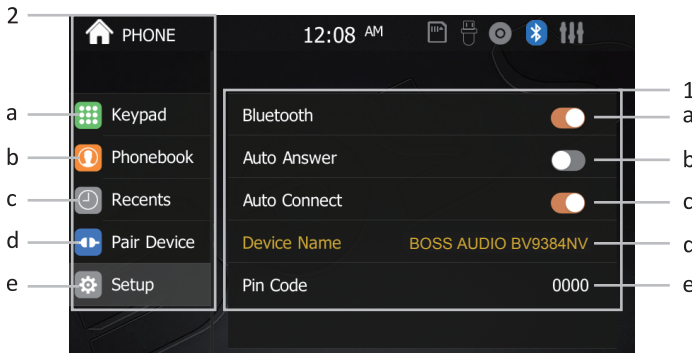 2
PHONE 12:08 AM
1
a Keypad Bluetooth a
b Phonebook Auto Answer b
c Recents Auto Connect c
d Pair Device Device Name BOSS AUDIO BV9384NV d
e Setup Pin Code 0000 e